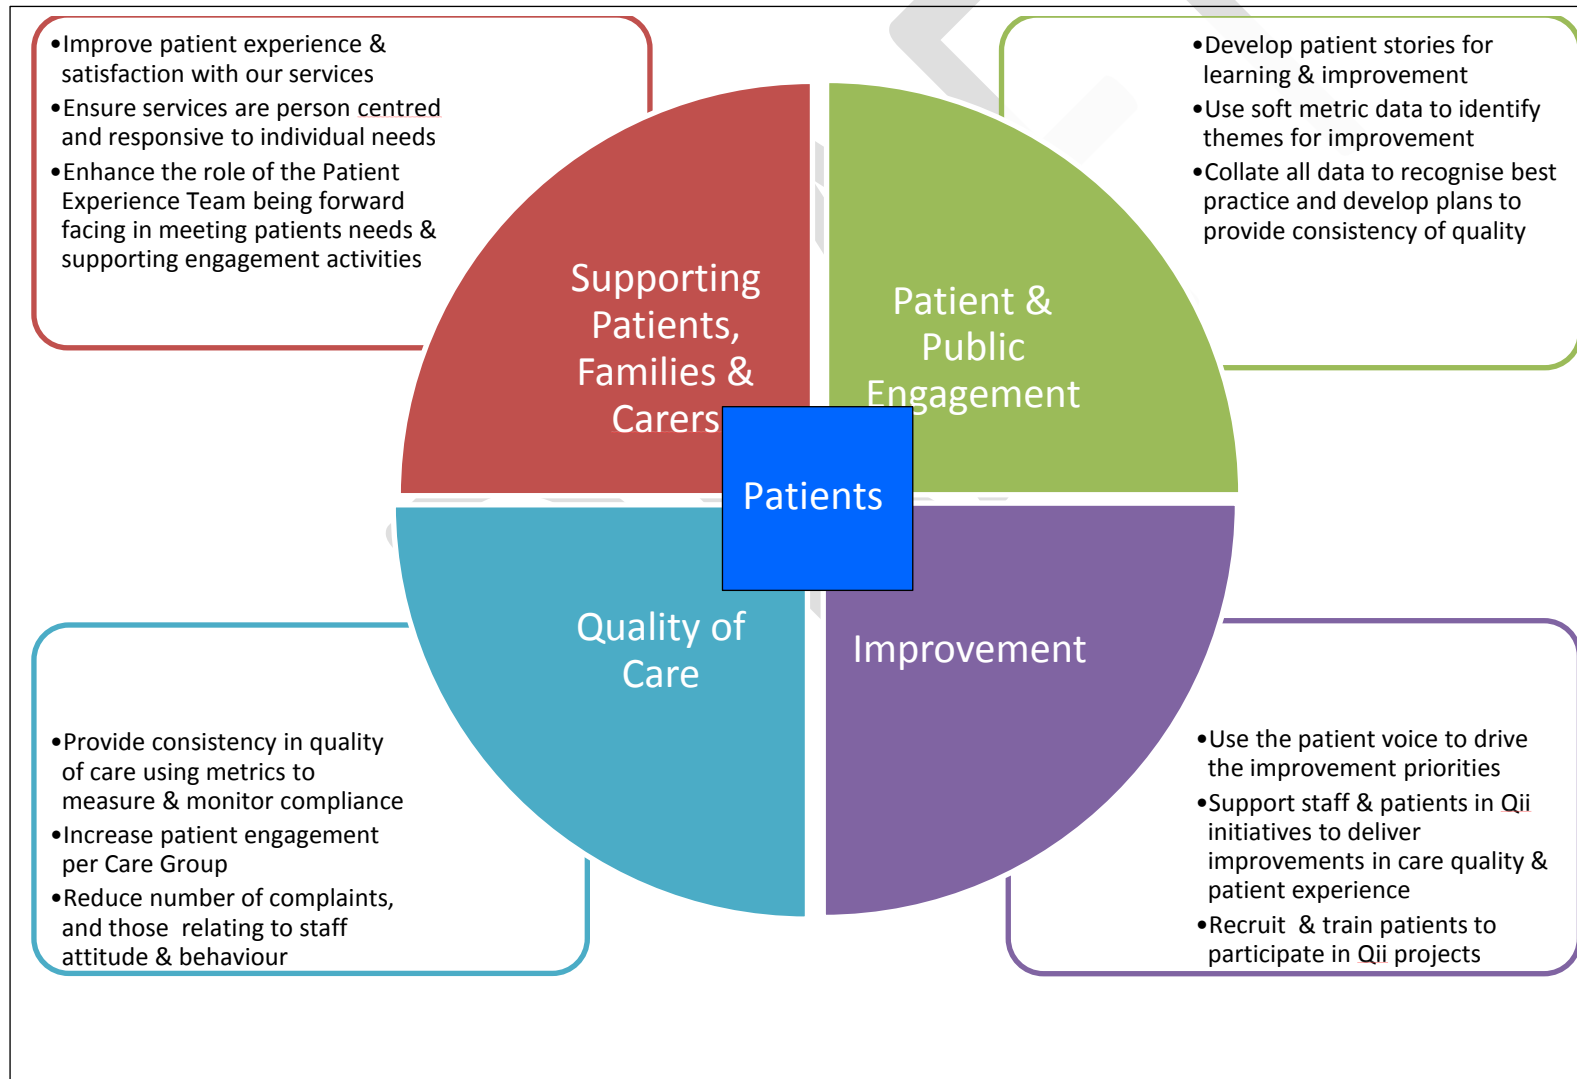 •Improve patient experience &
satisfaction with our services
•Ensure services are person centred
and responsive to individual needs
•Enhance the role of the Patient
Experience Team being forward
facing in meeting patients needs &
supporting engagement activities
•Develop patient stories for
learning & improvement
•Use soft metric data to identify
themes for improvement
•Collate all data to recognise best
practice and develop plans to
provide consistency of quality
Supporting
Patients,
Families &
Carers
Patient &
Public
Engagement
Patients
Quality of
Care
Improvement
•Provide consistency in quality
of care using metrics to
measure & monitor compliance
•Increase patient engagement
per Care Group
•Reduce number of complaints,
and those  relating to staff
attitude & behaviour
•Use the patient voice to drive
the improvement priorities
•Support staff & patients in Qii
initiatives to deliver
improvements in care quality &
patient experience
•Recruit  & train patients to
participate in Qii projects